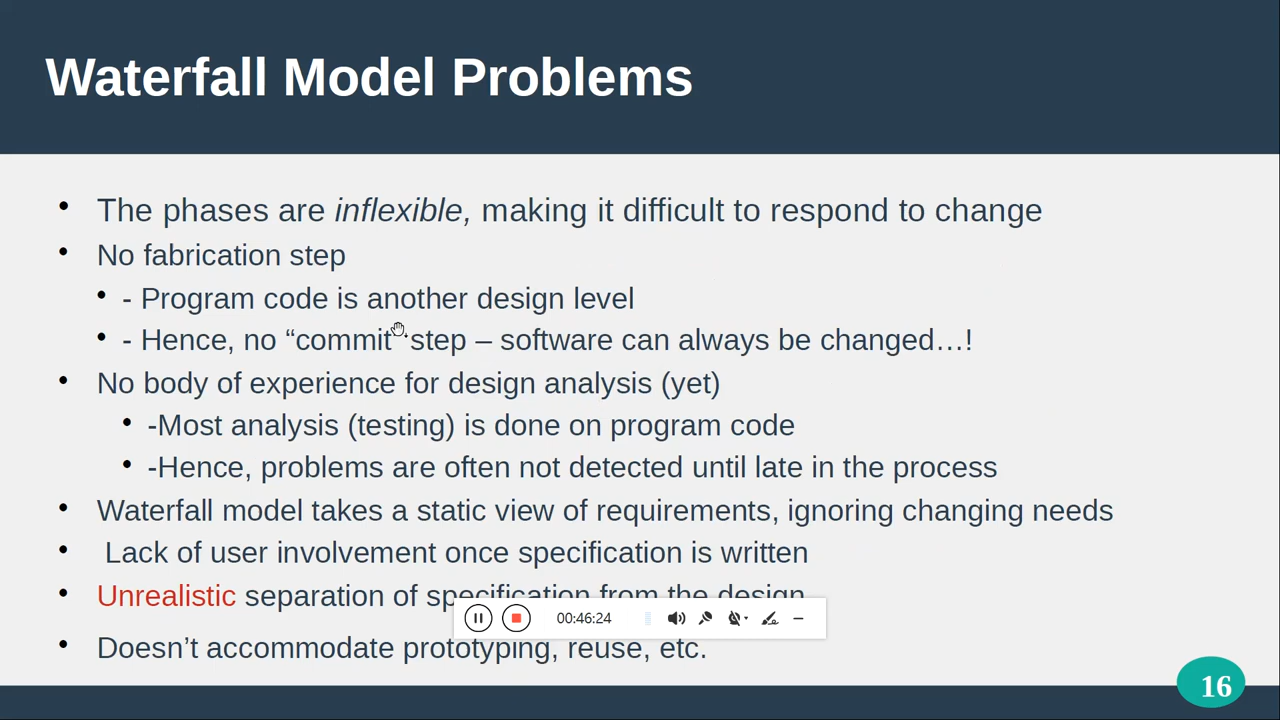 Waterfall Model Problems
• The phases are inflexible, making it difficult to respond to change
• No fabrication step
• - Program code is another design level
• - Hence, no “commit” step – software can always be changed…!
• No body of experience for design analysis (yet)
• -Most analysis (testing) is done on program code
• -Hence, problems are often not detected until late in the process
• Waterfall model takes a static view of requirements, ignoring changing needs
• Lack of user involvement once specification is written
• Unrealistic separation of specification from the design
00:46:24
• Doesn’t accommodate prototyping, reuse, etc.
16